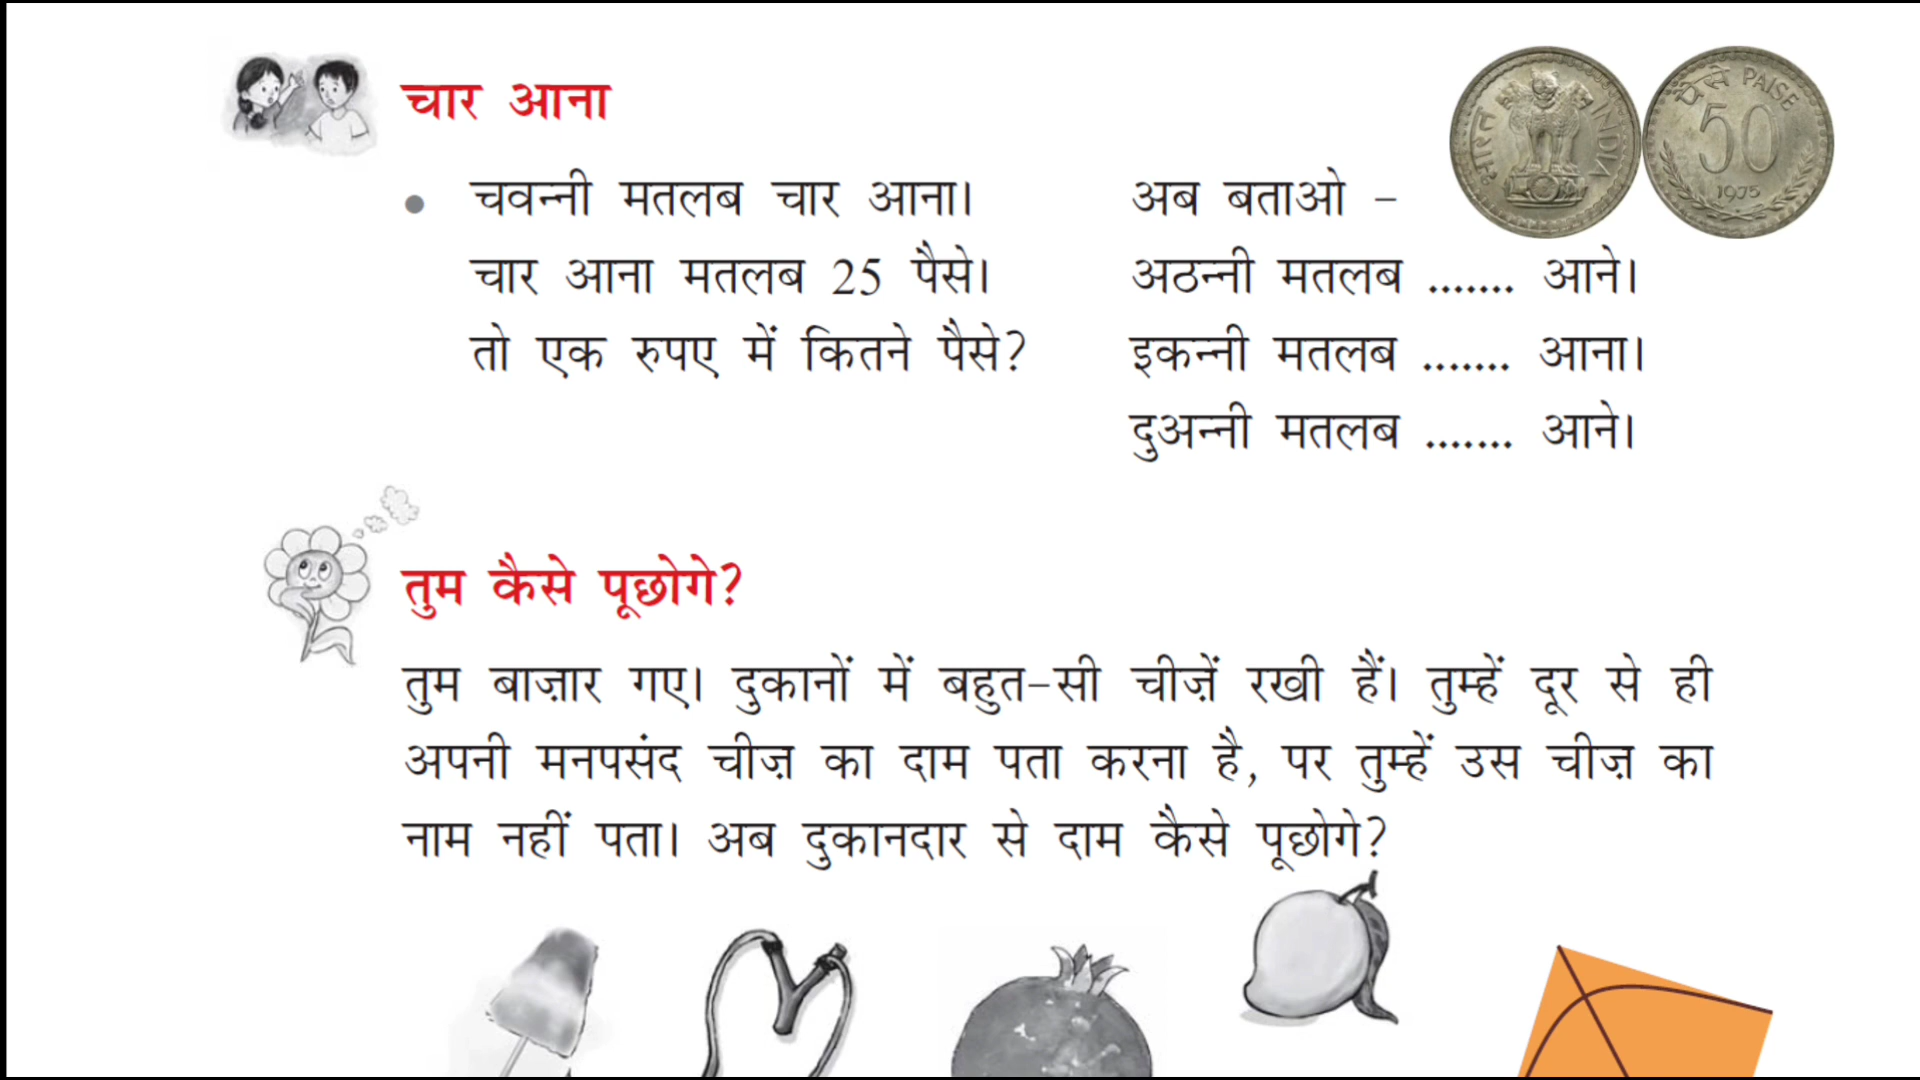 चार आना
चवन्नी मतलब चार आना।
चार आना मतलब 25 पैसे।
तो एक रुपए में कितने पैसे?
अब बताओ –
अठन्नी मतलब ....... आने।
इकन्नी मतलब ....... आना।
दुअन्नी मतलब ....... आने।
भारत INDIA
पैसे PAISE
50
1975
तुम कैसे पूछोगे?
तुम बाज़ार गए। दुकानों में बहुत-सी चीज़ें रखी हैं। तुम्हें दूर से ही
अपनी मनपसंद चीज़ का दाम पता करना है, पर तुम्हें उस चीज़ का
नाम नहीं पता। अब दुकानदार से दाम कैसे पूछोगे?